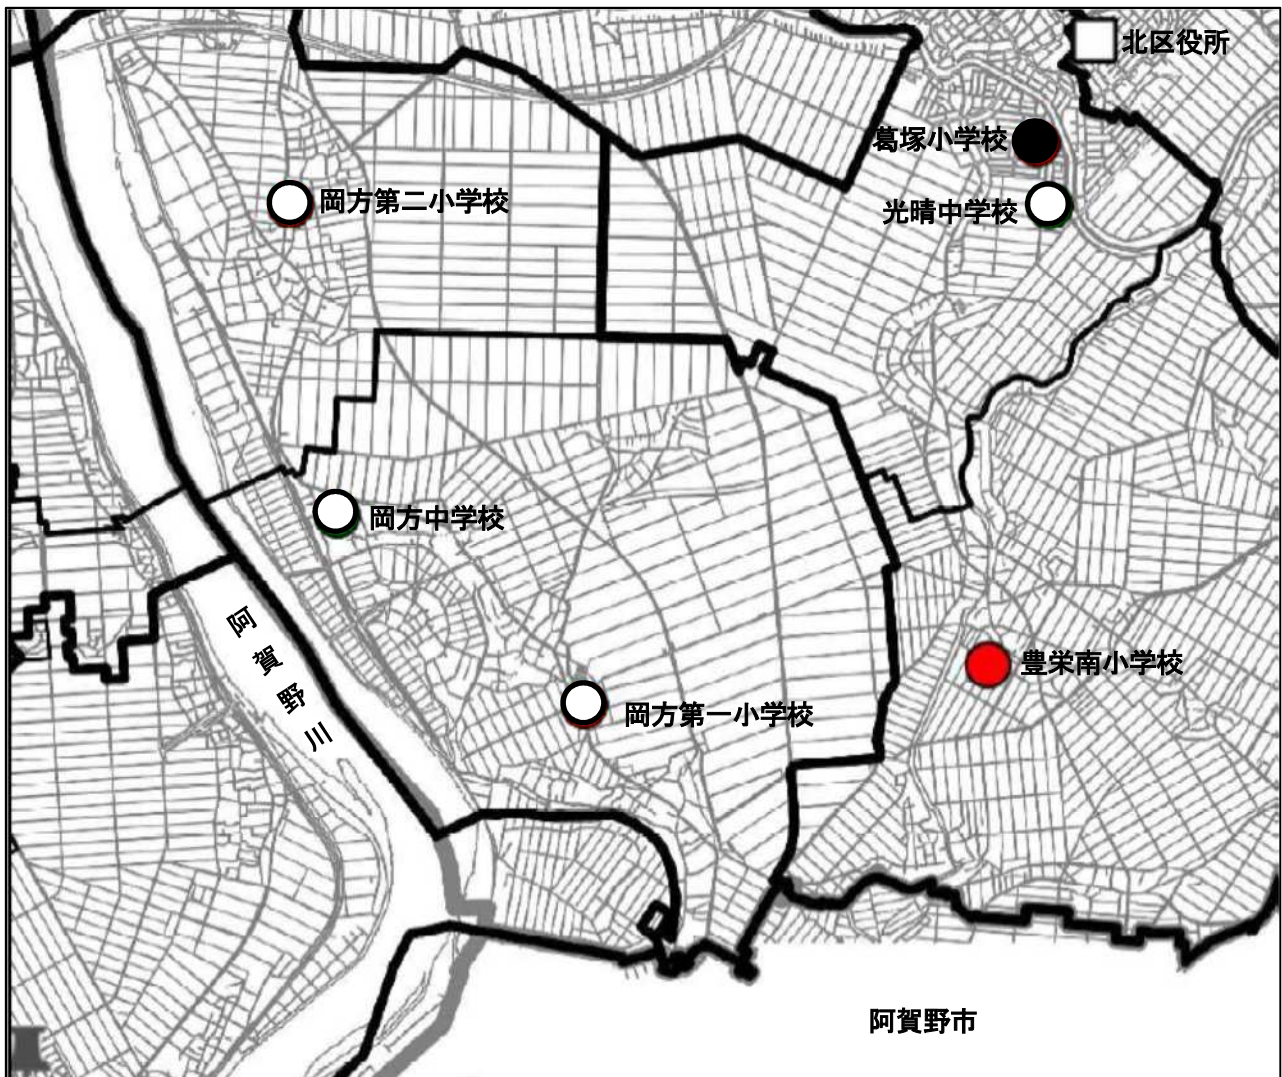 北区役所
葛塚小学校
岡方第二小学校
光晴中学校
岡方中学校
阿賀野川
豊栄南小学校
岡方第一小学校
阿賀野市